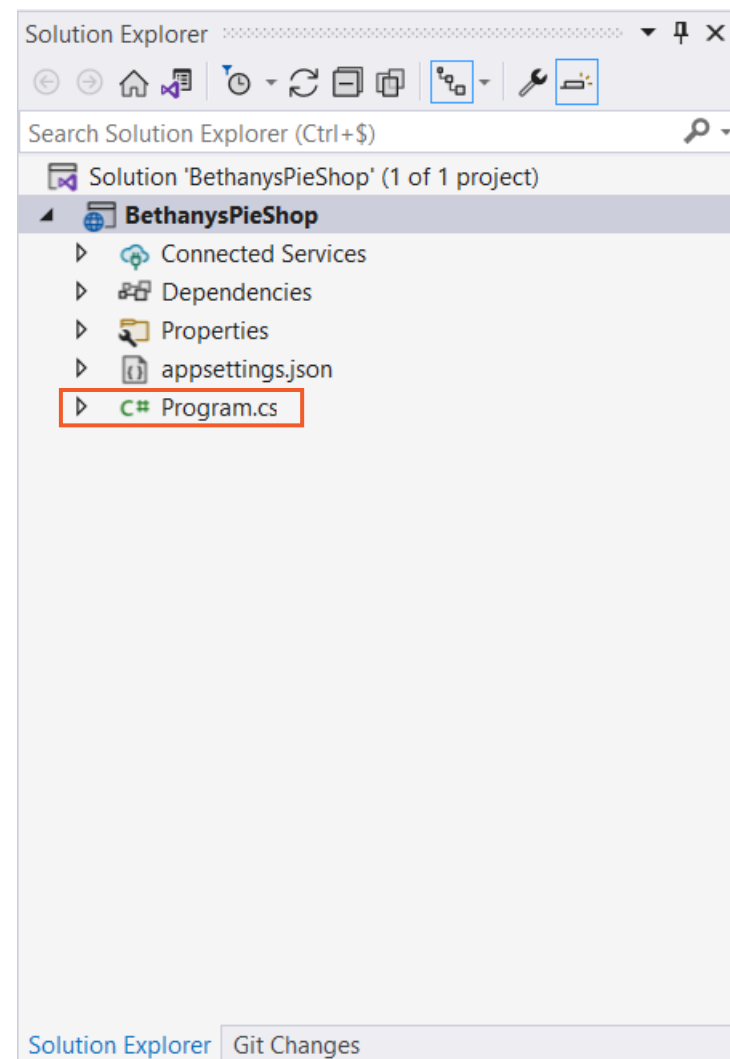 Solution Explorer
Search Solution Explorer (Ctrl+$)
Solution 'BethanysPieShop' (1 of 1 project)
BethanysPieShop
Connected Services
Dependencies
Properties
appsettings.json
C# Program.cs
Solution Explorer Git Changes